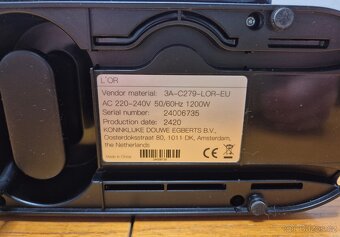 L'OR
Vendor material: 3A-C279-LOR-EU
AC 220-240V 50/60Hz 1200W
Serial number: 24006735
Production date: 2420
KONINKLIJKE DOUWE EGBERTS B.V.,
Oosterdoksstraat 80, 1011 DK, Amsterdam,
the Netherlands
Made in China